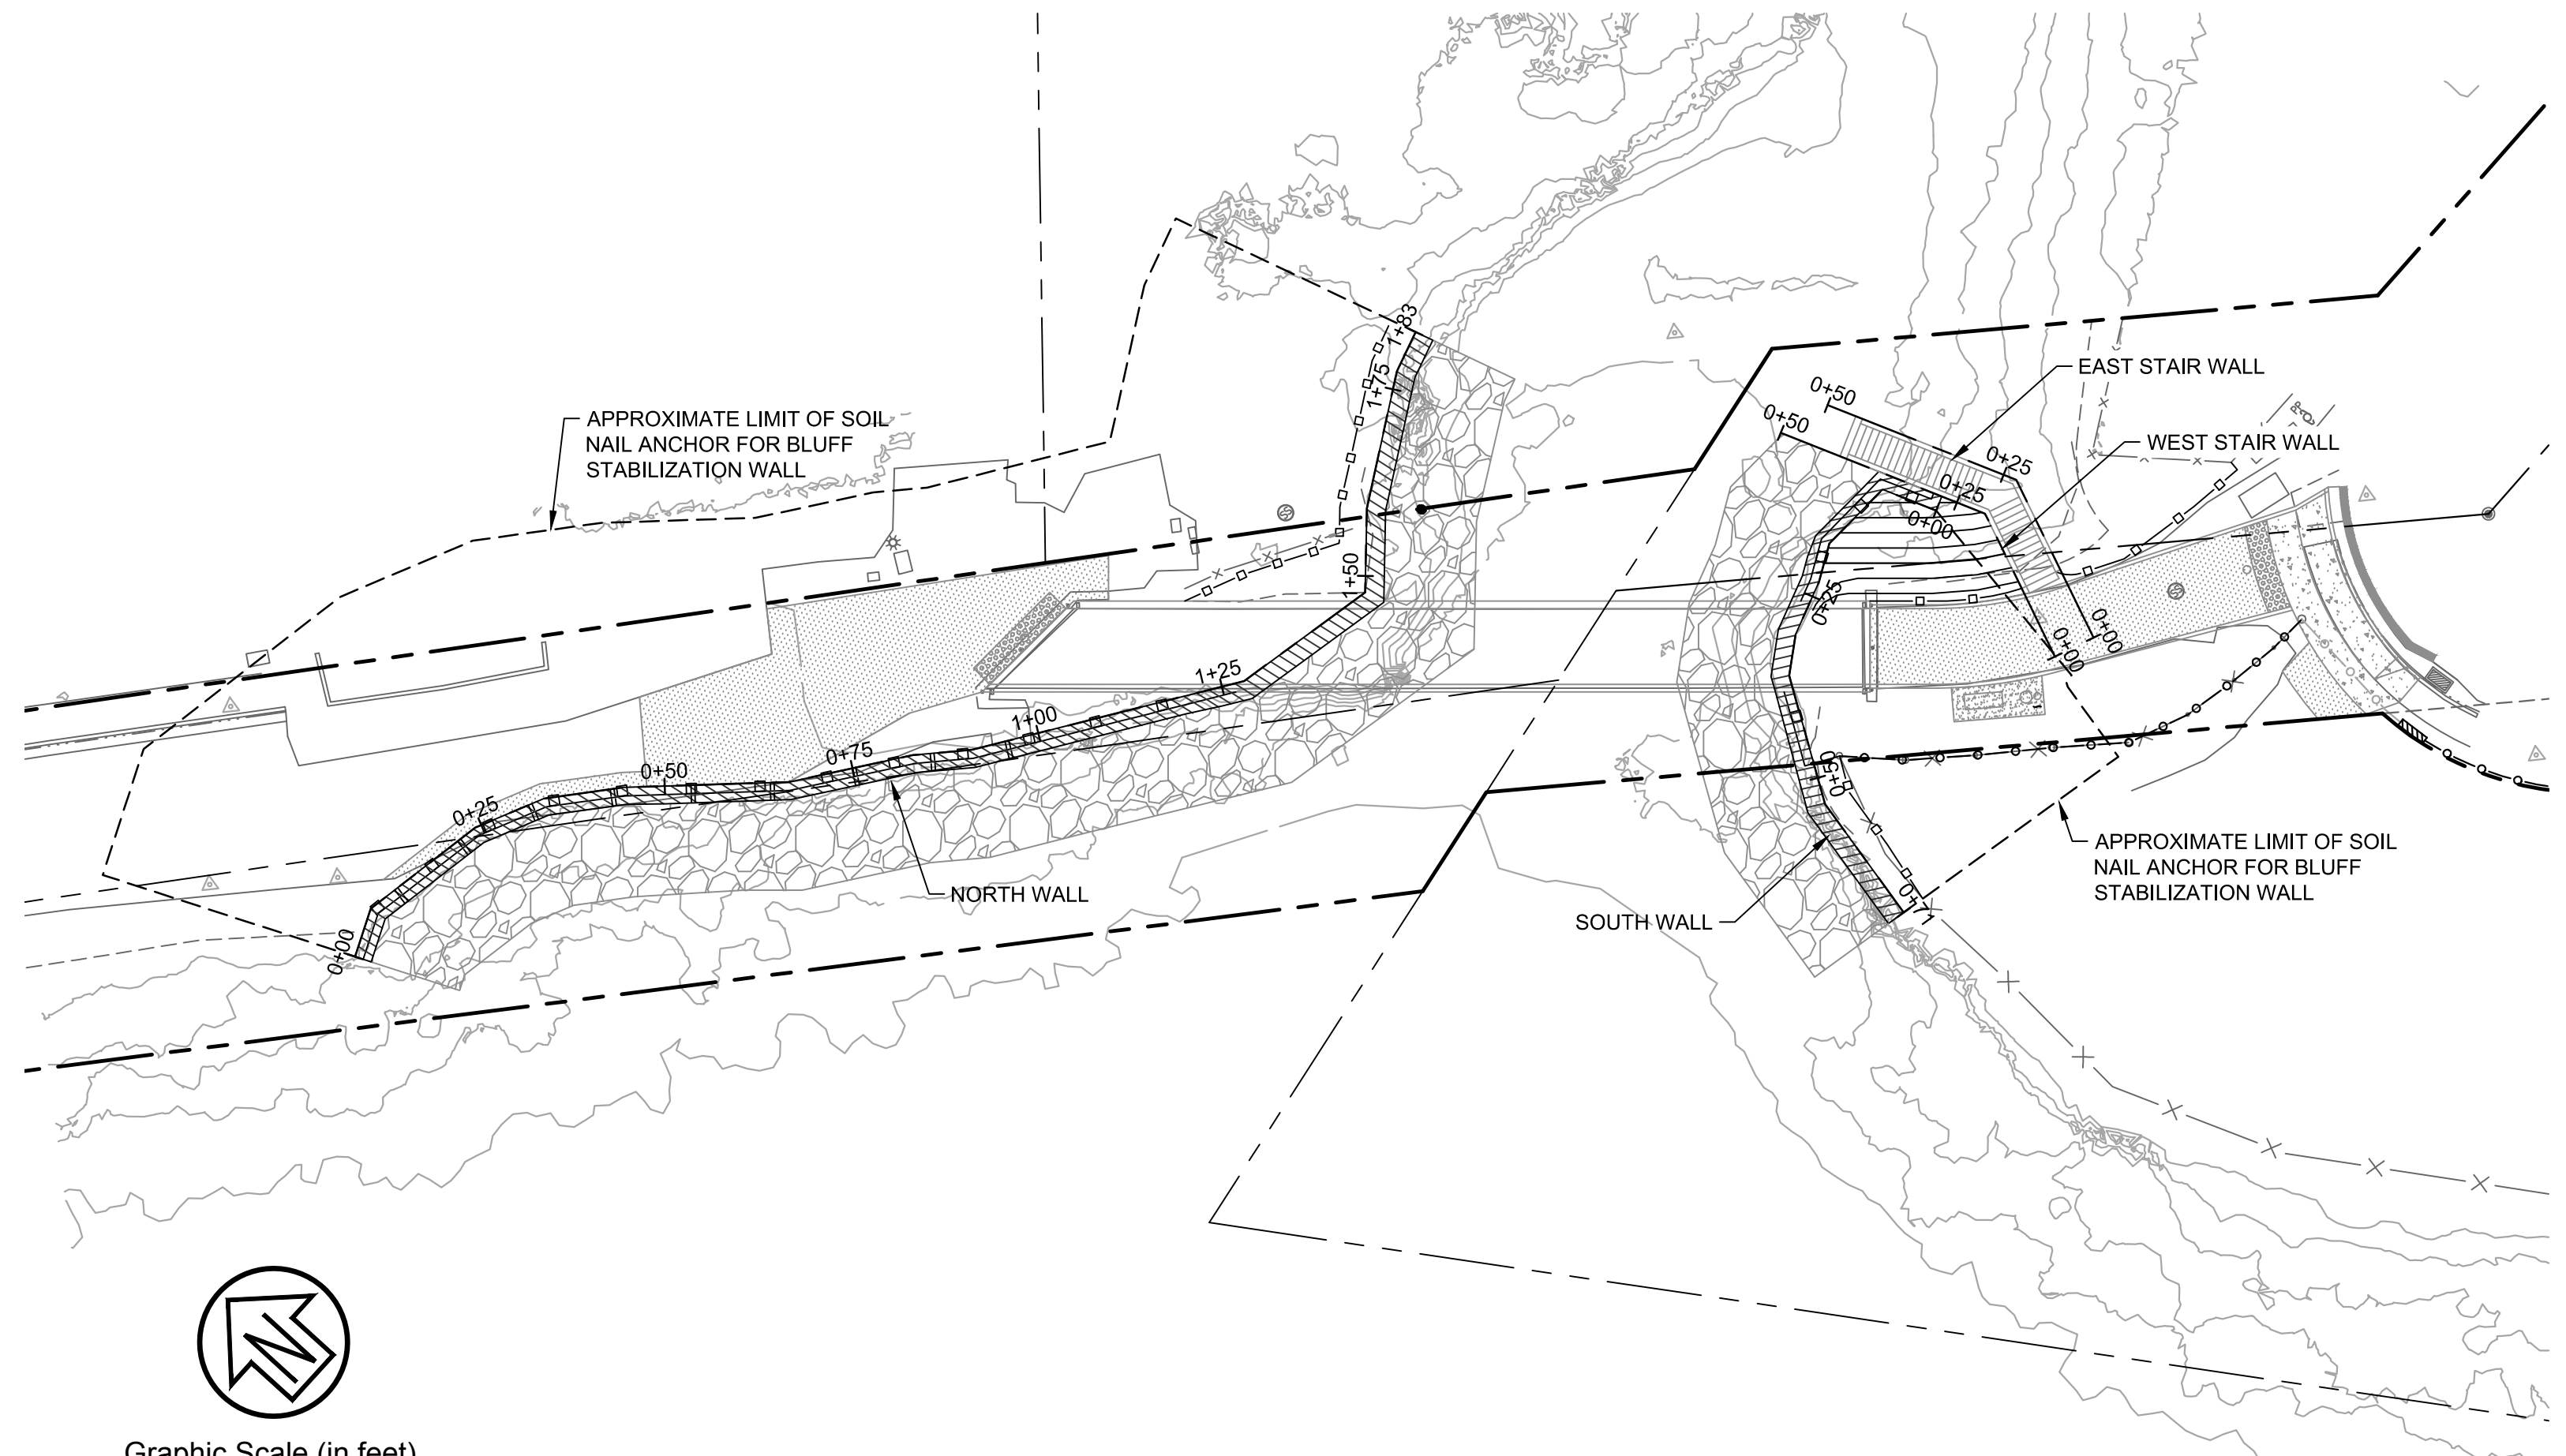 APPROXIMATE LIMIT OF SOIL
NAIL ANCHOR FOR BLUFF
STABILIZATION WALL
1+83
1+75
1+50
1+25
1+00
0+75
0+50
0+25
0+00
NORTH WALL
EAST STAIR WALL
WEST STAIR WALL
0+50
0+50
0+25
0+25
0+00
0+00
0+00
0+25
0+50
0+71
SOUTH WALL
APPROXIMATE LIMIT OF SOIL
NAIL ANCHOR FOR BLUFF
STABILIZATION WALL
N
Graphic Scale (in feet)